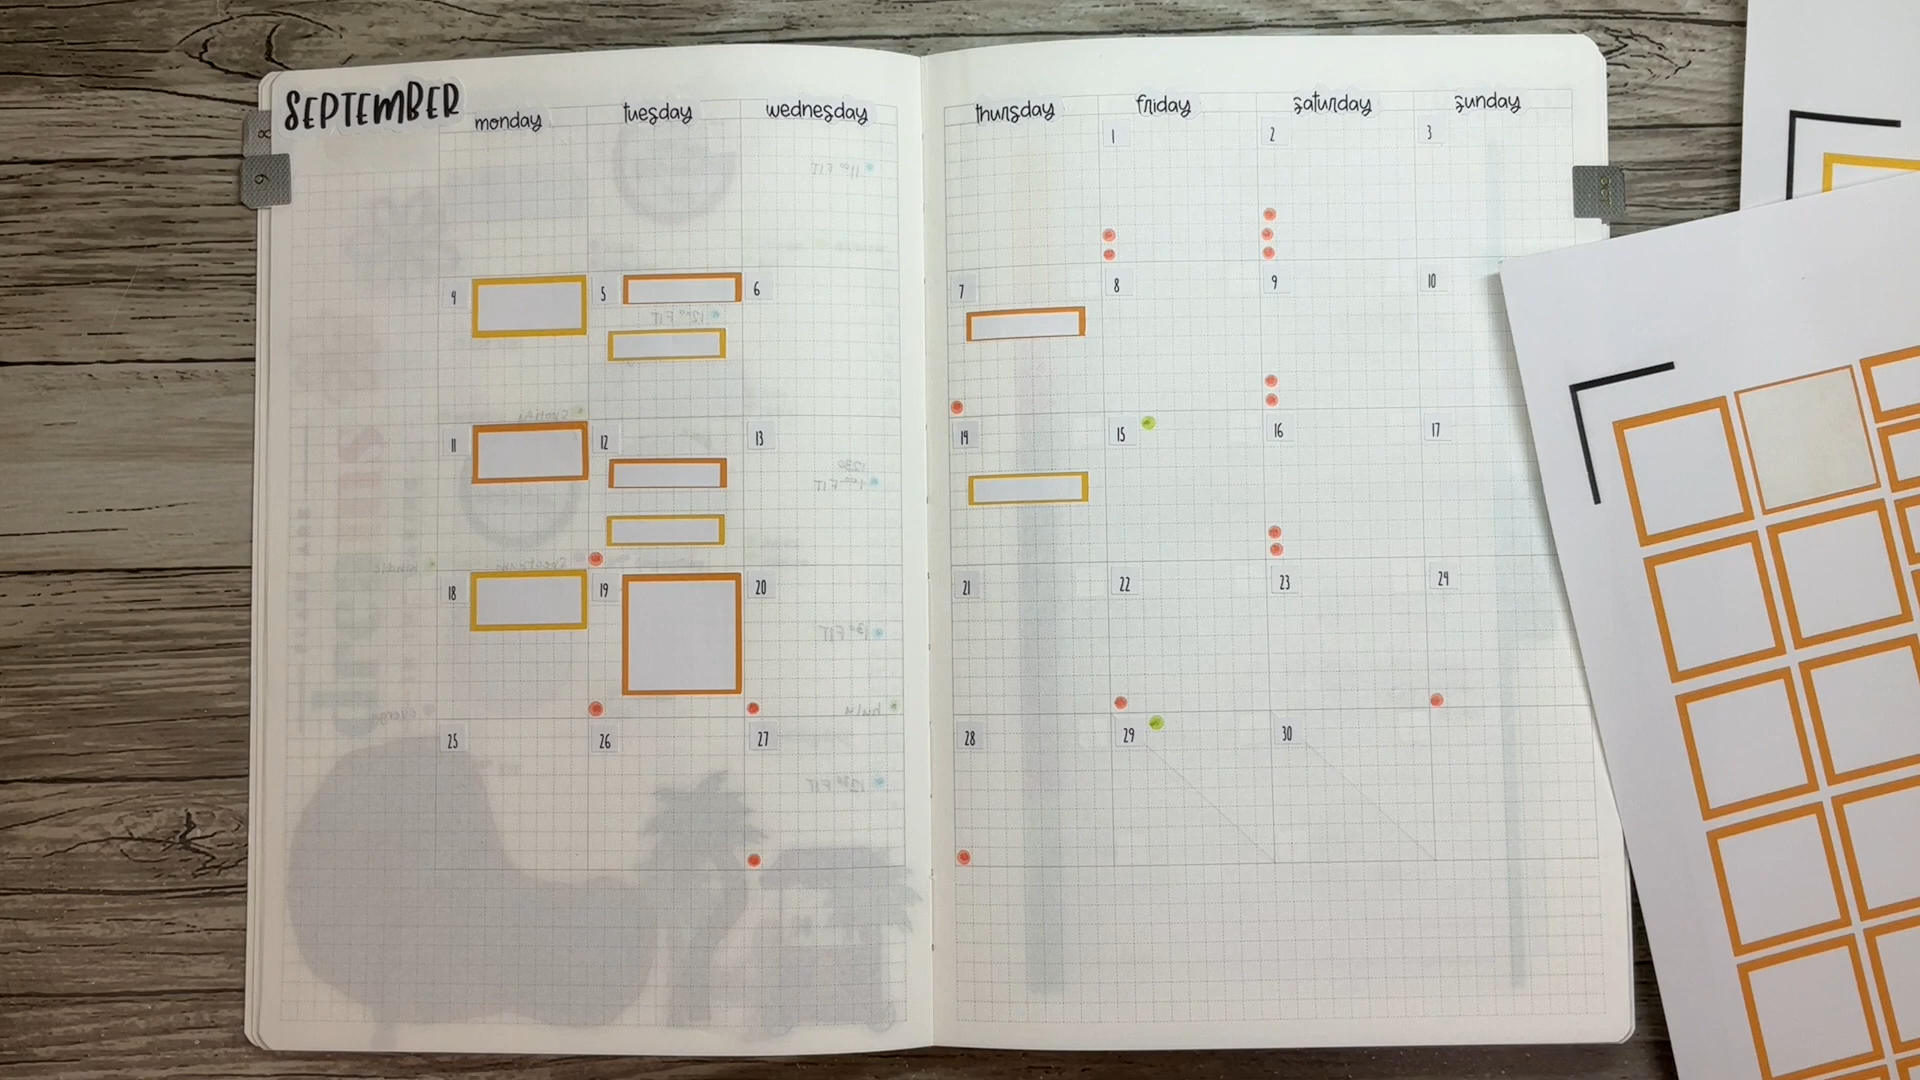 SEPTEMBER
monday tuesday wednesday thursday friday saturday sunday
8
9
1 2 3
4 5 6 7 8 9 10
11 12 13 14 15 16 17
18 19 20 21 22 23 24
25 26 27 28 29 30